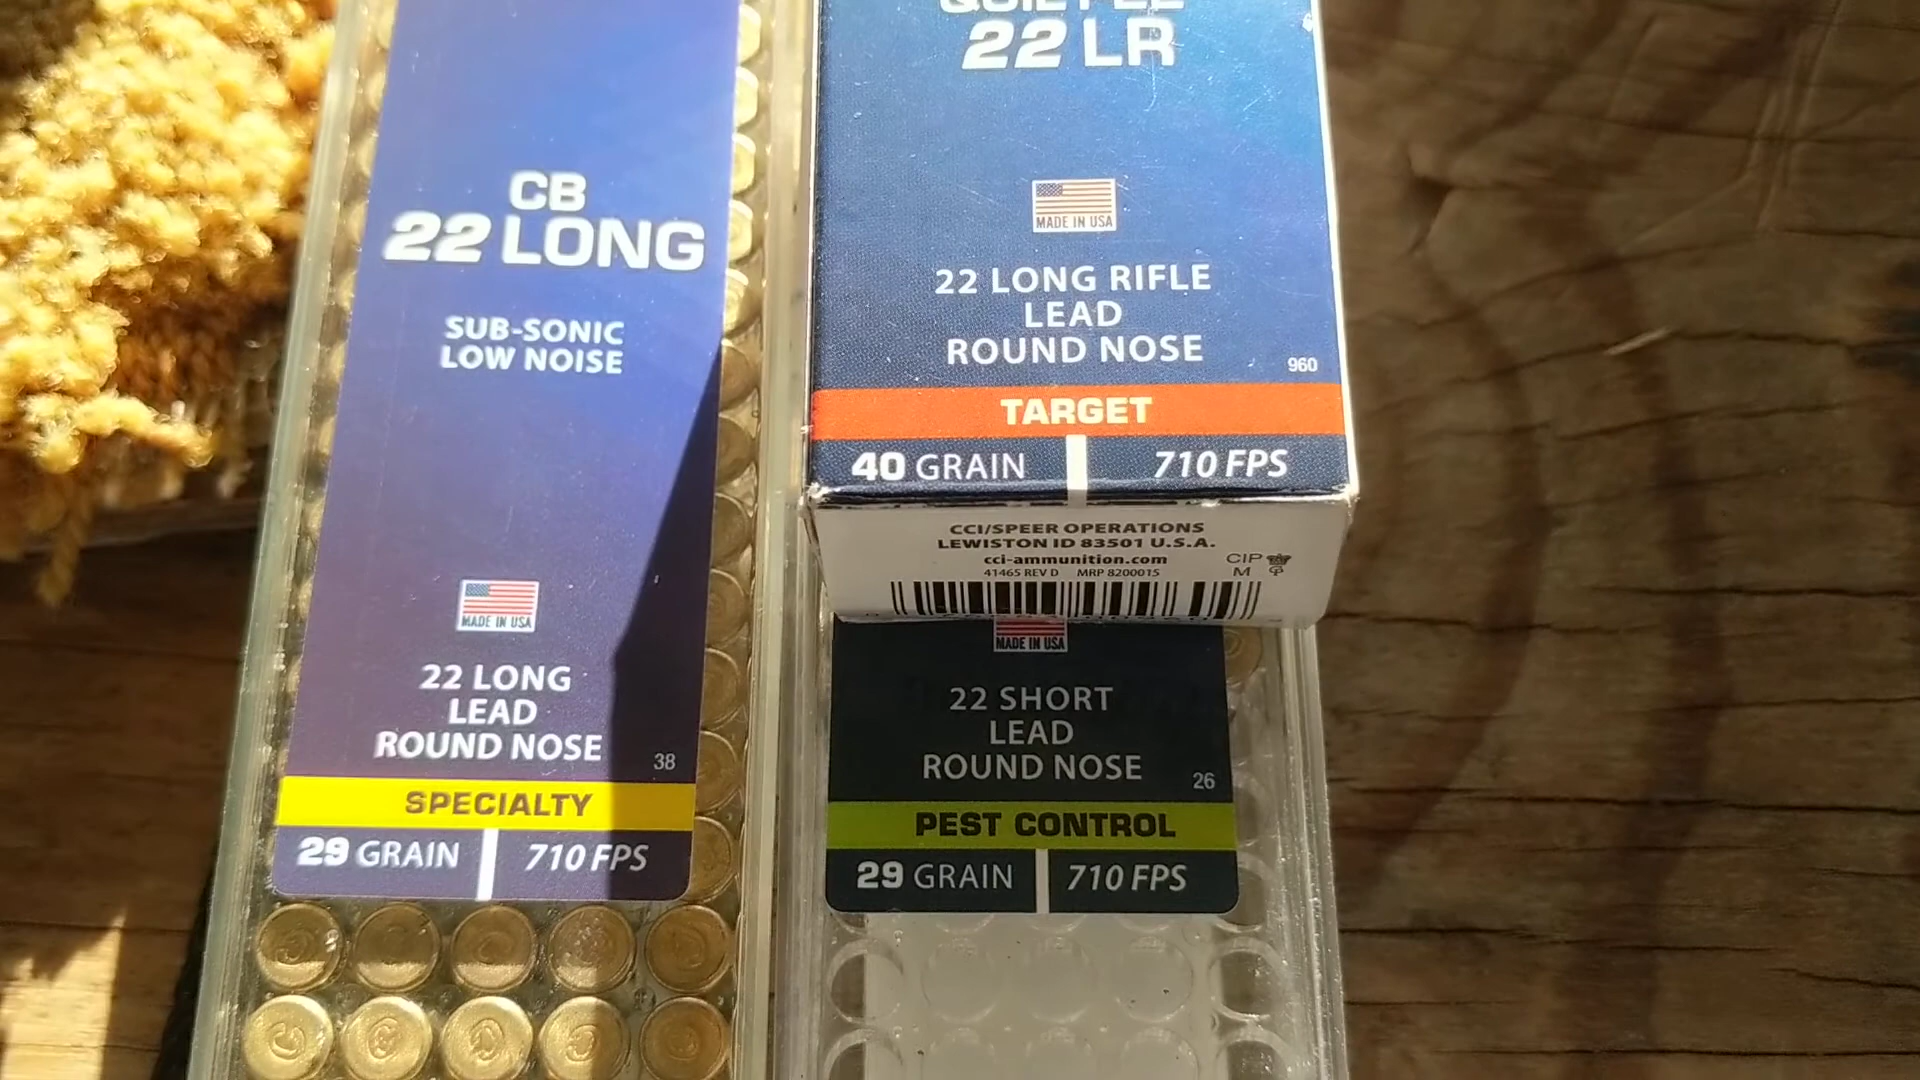 CB
22 LONG
SUB-SONIC
LOW NOISE
MADE IN USA
22 LONG
LEAD
ROUND NOSE
38
SPECIALTY
29 GRAIN 710 FPS
22 LR
MADE IN USA
22 LONG RIFLE
LEAD
ROUND NOSE
960
TARGET
40 GRAIN 710 FPS
CCI/SPEER OPERATIONS
LEWISTON ID 83501 U.S.A.
cci-ammunition.com
41465 REV D MRP 8200015
CIP
M
MADE IN USA
22 SHORT
LEAD
ROUND NOSE
26
PEST CONTROL
29 GRAIN 710 FPS